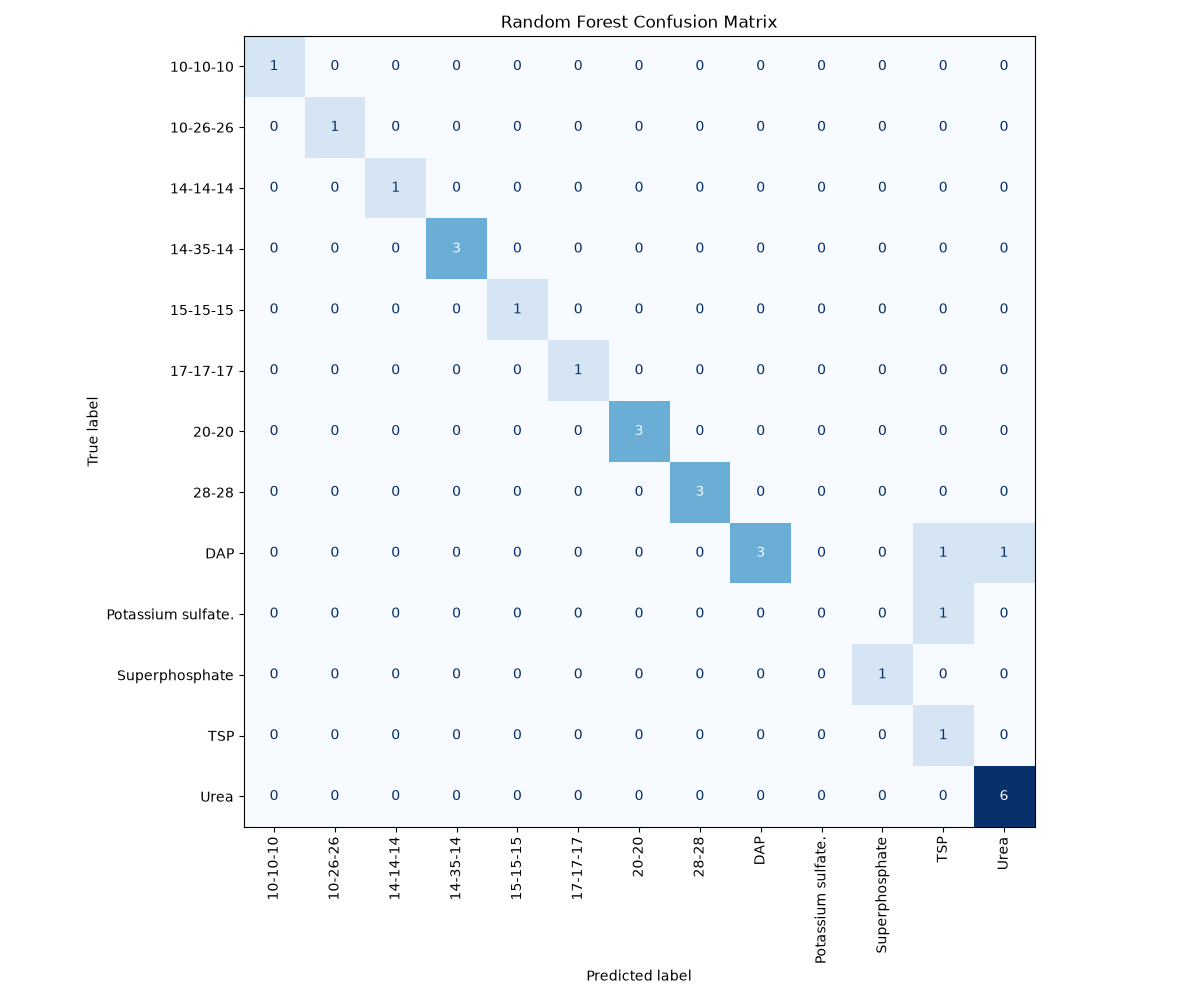 Random Forest Confusion Matrix
10-10-10 1 0 0 0 0 0 0 0 0 0 0 0 0
10-26-26 0 1 0 0 0 0 0 0 0 0 0 0 0
14-14-14 0 0 1 0 0 0 0 0 0 0 0 0 0
14-35-14 0 0 0 3 0 0 0 0 0 0 0 0 0
15-15-15 0 0 0 0 1 0 0 0 0 0 0 0 0
17-17-17 0 0 0 0 0 1 0 0 0 0 0 0 0
20-20 0 0 0 0 0 0 3 0 0 0 0 0 0
28-28 0 0 0 0 0 0 0 3 0 0 0 0 0
DAP 0 0 0 0 0 0 0 0 3 0 0 1 1
Potassium sulfate. 0 0 0 0 0 0 0 0 0 0 0 1 0
Superphosphate 0 0 0 0 0 0 0 0 0 0 1 0 0
TSP 0 0 0 0 0 0 0 0 0 0 0 1 0
Urea 0 0 0 0 0 0 0 0 0 0 0 0 6
True label
10-10-10
10-26-26
14-14-14
14-35-14
15-15-15
17-17-17
20-20
28-28
DAP
Potassium sulfate.
Superphosphate
TSP
Urea
Predicted label